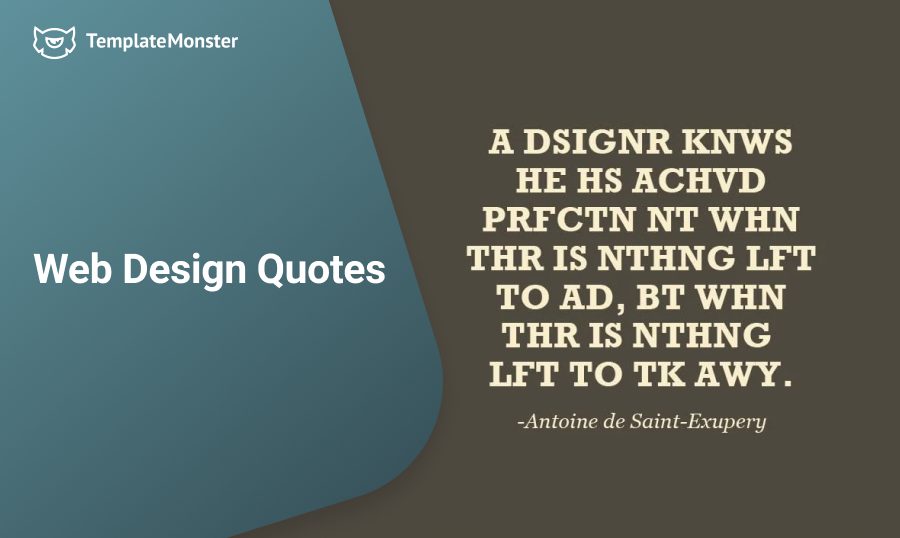 TemplateMonster
Web Design Quotes
A DSIGNR KNWS
HE HS ACHVD
PRFCTN NT WHN
THR IS NTHNG LFT
TO AD, BT WHN
THR IS NTHNG
LFT TO TK AWY.
-Antoine de Saint-Exupery